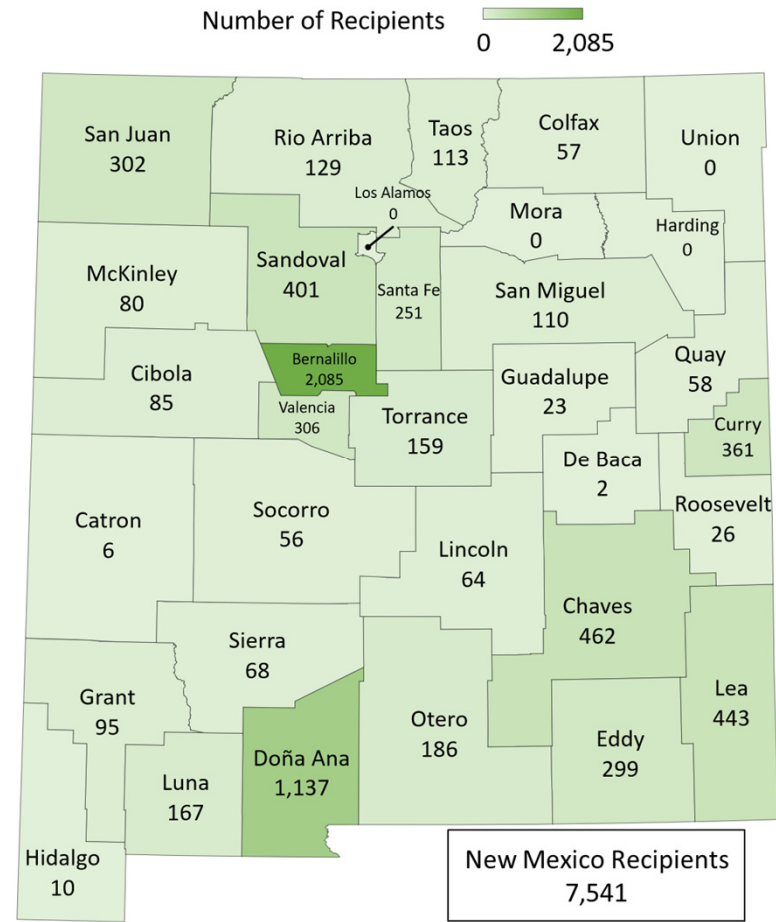 Number of Recipients
0 2,085
San Juan
302
Rio Arriba
129
Taos
113
Colfax
57
Union
0
Los Alamos
0
Mora
0
Harding
0
McKinley
80
Sandoval
401
Santa Fe
251
San Miguel
110
Cibola
85
Bernalillo
2,085
Valencia
306
Torrance
159
Guadalupe
23
Quay
58
Curry
361
De Baca
2
Roosevelt
26
Catron
6
Socorro
56
Lincoln
64
Chaves
462
Sierra
68
Grant
95
Lea
443
Otero
186
Eddy
299
Doña Ana
1,137
Luna
167
Hidalgo
10
New Mexico Recipients
7,541